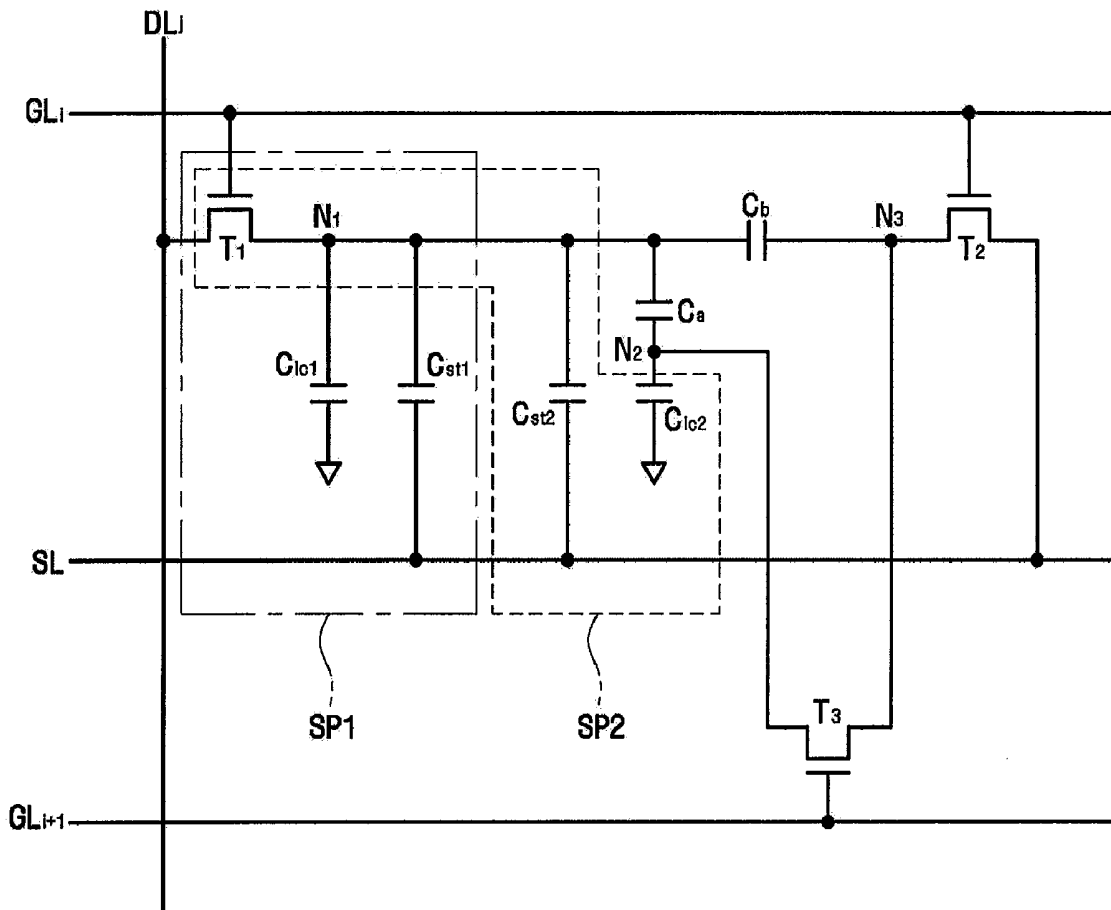 DLj
GLi
N1
Cb
N3
T1
T2
Ca
N2
Clc1
Cst1
Cst2
Clc2
SL
SP1
SP2
T3
GLi+1